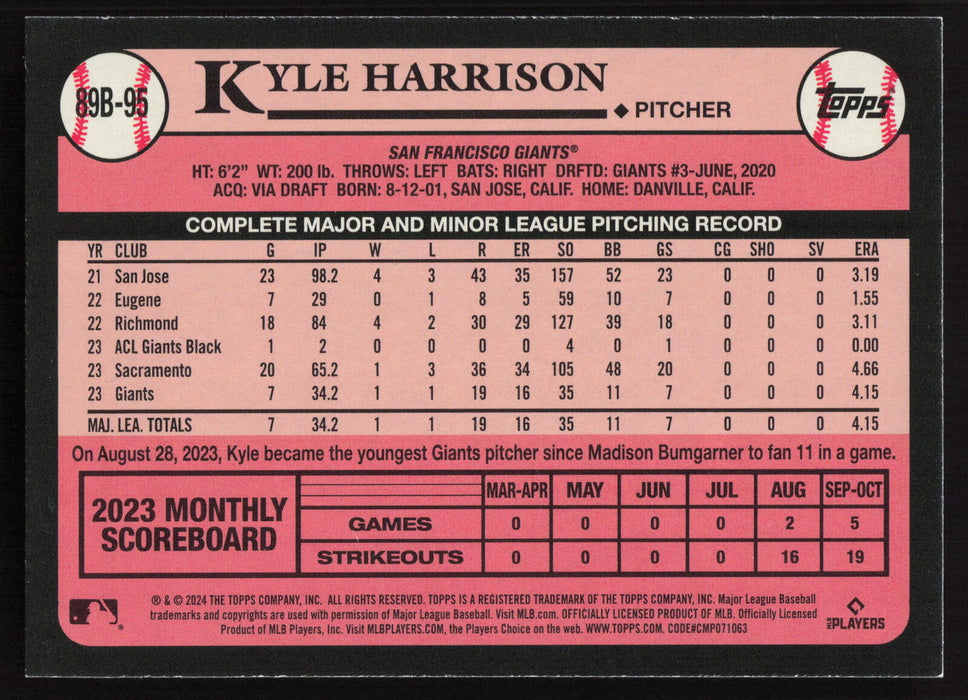 89B-95
KYLE HARRISON
◆ PITCHER
TOPPS
SAN FRANCISCO GIANTS®
HT: 6'2" WT: 200 lb. THROWS: LEFT BATS: RIGHT DRFTD: GIANTS #3-JUNE, 2020
ACQ: VIA DRAFT BORN: 8-12-01, SAN JOSE, CALIF. HOME: DANVILLE, CALIF.
COMPLETE MAJOR AND MINOR LEAGUE PITCHING RECORD
YR CLUB G IP W L R ER SO BB GS CG SHO SV ERA
21 San Jose 23 98.2 4 3 43 35 157 52 23 0 0 0 3.19
22 Eugene 7 29 0 1 8 5 59 10 7 0 0 0 1.55
22 Richmond 18 84 4 2 30 29 127 39 18 0 0 0 3.11
23 ACL Giants Black 1 2 0 0 0 0 4 0 1 0 0 0 0.00
23 Sacramento 20 65.2 1 3 36 34 105 48 20 0 0 0 4.66
23 Giants 7 34.2 1 1 19 16 35 11 7 0 0 0 4.15
MAJ. LEA. TOTALS 7 34.2 1 1 19 16 35 11 7 0 0 0 4.15
On August 28, 2023, Kyle became the youngest Giants pitcher since Madison Bumgarner to fan 11 in a game.
2023 MONTHLY
SCOREBOARD
MAR-APR MAY JUN JUL AUG SEP-OCT
GAMES 0 0 0 0 2 5
STRIKEOUTS 0 0 0 0 16 19
® & © 2024 THE TOPPS COMPANY, INC. ALL RIGHTS RESERVED. TOPPS IS A REGISTERED TRADEMARK OF THE TOPPS COMPANY, INC. Major League Baseball
trademarks and copyrights are used with permission of Major League Baseball. Visit MLB.com. OFFICIALLY LICENSED PRODUCT OF MLB. Officially Licensed
Product of MLB Players, Inc. Visit MLBPLAYERS.COM, the Players Choice on the web. WWW.TOPPS.COM. CODE#CMP071063
MLB PLAYERS